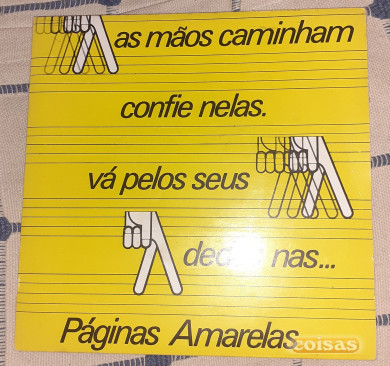 as mãos caminham
confie nelas.
vá pelos seus
nas...
Páginas Amarelas
coisas